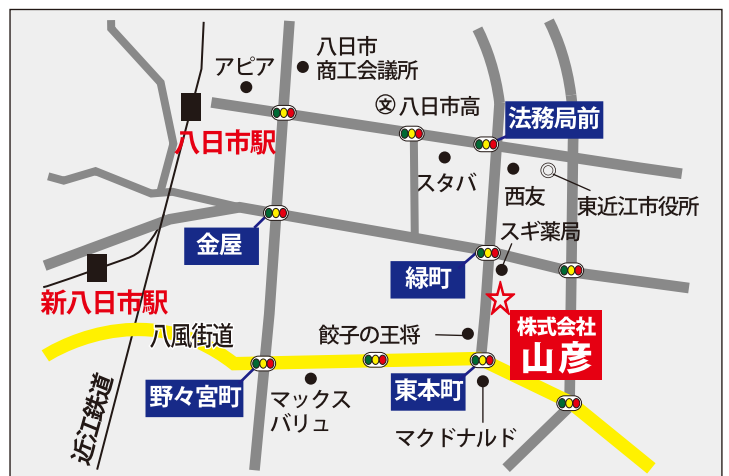 八日市
商工会議所
アピア
文
八日市高
法務局前
八日市駅
スタバ
西友
東近江市役所
スギ薬局
金屋
緑町
新八日市駅
株式会社
山彦
八風街道
餃子の王将
野々宮町
マックス
バリュ
東本町
近江鉄道
マクドナルド